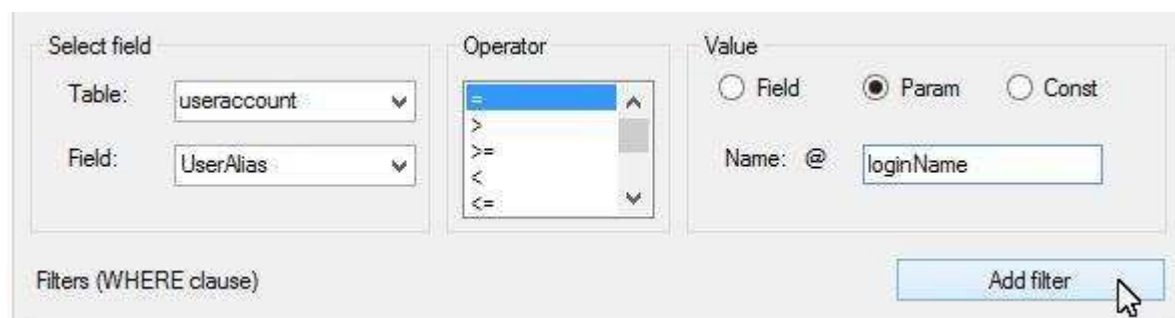 Select field
Table: useraccount
Field: UserAlias
Operator
=
>
>=
<
<=
Value
Field Param Const
Name: @ loginName
Filters (WHERE clause)
Add filter